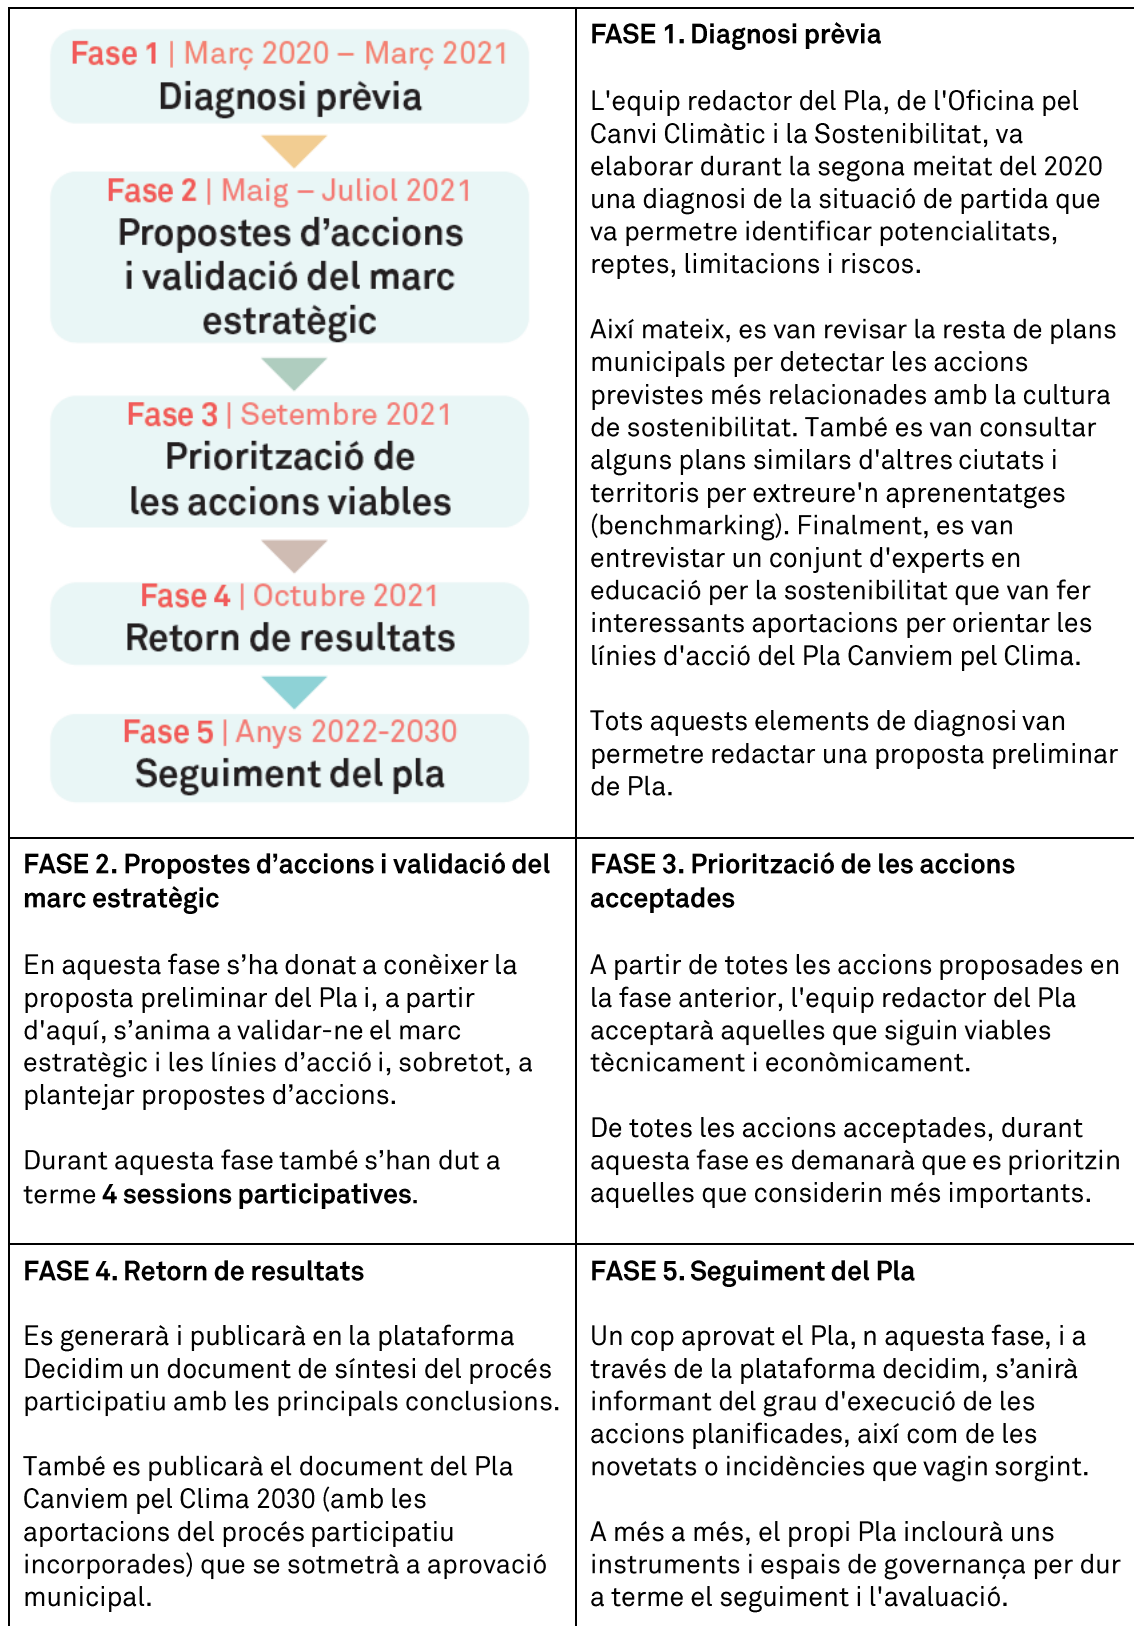 Fase 1 | Març 2020 – Març 2021
Diagnosi prèvia
Fase 2 | Maig – Juliol 2021
Propostes d’accions
i validació del marc
estratègic
Fase 3 | Setembre 2021
Priorització de
les accions viables
Fase 4 | Octubre 2021
Retorn de resultats
Fase 5 | Anys 2022-2030
Seguiment del pla
FASE 1. Diagnosi prèvia
L'equip redactor del Pla, de l'Oficina pel
Canvi Climàtic i la Sostenibilitat, va
elaborar durant la segona meitat del 2020
una diagnosi de la situació de partida que
va permetre identificar potencialitats,
reptes, limitacions i riscos.
Així mateix, es van revisar la resta de plans
municipals per detectar les accions
previstes més relacionades amb la cultura
de sostenibilitat. També es van consultar
alguns plans similars d'altres ciutats i
territoris per extreure'n aprenentatges
(benchmarking). Finalment, es van
entrevistar un conjunt d'experts en
educació per la sostenibilitat que van fer
interessants aportacions per orientar les
línies d'acció del Pla Canviem pel Clima.
Tots aquests elements de diagnosi van
permetre redactar una proposta preliminar
de Pla.
FASE 2. Propostes d’accions i validació del
marc estratègic
En aquesta fase s’ha donat a conèixer la
proposta preliminar del Pla i, a partir
d'aquí, s’anima a validar-ne el marc
estratègic i les línies d’acció i, sobretot, a
plantejar propostes d’accions.
Durant aquesta fase també s’han dut a
terme 4 sessions participatives.
FASE 3. Priorització de les accions
acceptades
A partir de totes les accions proposades en
la fase anterior, l'equip redactor del Pla
acceptarà aquelles que siguin viables
tècnicament i econòmicament.
De totes les accions acceptades, durant
aquesta fase es demanarà que es prioritzin
aquelles que considerin més importants.
FASE 4. Retorn de resultats
Es generarà i publicarà en la plataforma
Decidim un document de síntesi del procés
participatiu amb les principals conclusions.
També es publicarà el document del Pla
Canviem pel Clima 2030 (amb les
aportacions del procés participatiu
incorporades) que se sotmetrà a aprovació
municipal.
FASE 5. Seguiment del Pla
Un cop aprovat el Pla, n aquesta fase, i a
través de la plataforma decidim, s’anirà
informant del grau d'execució de les
accions planificades, així com de les
novetats o incidències que vagin sorgint.
A més a més, el propi Pla inclourà uns
instruments i espais de governança per dur
a terme el seguiment i l'avaluació.